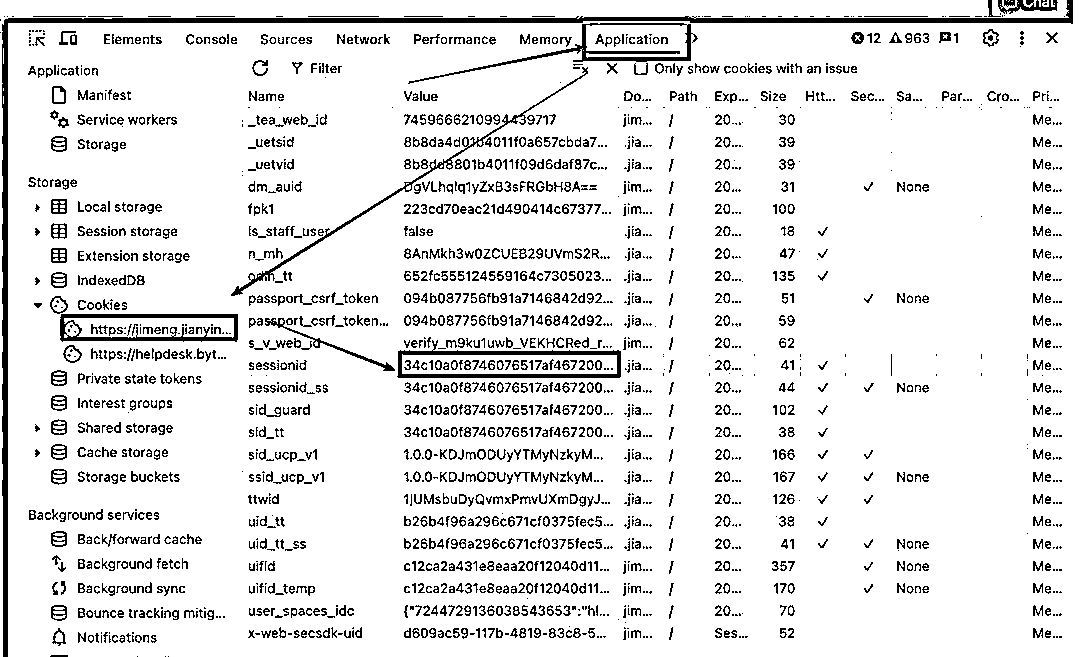 Chat
Elements Console Sources Network Performance Memory Application 12 963 1
Application Filter Only show cookies with an issue
Manifest Name Value Do... Path Exp... Size Htt... Sec... Sa... Par... Cro... Pri...
Service workers _tea_web_id 7459666210994439717 jim... / 20... 30 Me...
Storage _uetsid 8b8da4d01b4011f0a657cbda7... .jia... / 20... 39 Me...
_uetvid 8b8dd8801b4011f09d6daf87c... .jia... / 20... 39 Me...
Storage dm_auid DgVLhqlq1yZxB3sFRGbH8A== jim... / 20... 31 ✓ None Me...
Local storage fpk1 223cd70eac21d490414c67377... jim... / 20... 100 Me...
Session storage is_staff_user false .jia... / 20... 18 ✓ Me...
Extension storage n_mh 8AnMkh3w0ZCUEB29UVmS2R... .jia... / 20... 47 ✓ Me...
IndexedDB odin_tt 652fc555124559164c7305023... .jia... / 20... 135 ✓ Me...
Cookies passport_csrf_token 094b087756fb91a7146842d92... .jia... / 20... 51 ✓ None Me...
https://jimeng.jianyin... passport_csrf_token... 094b087756fb91a7146842d92... .jia... / 20... 59 Me...
https://helpdesk.byt... s_v_web_id verify_m9ku1uwb_VEKHCRed_r... jim... / 20... 62 Me...
sessionid 34c10a0f8746076517af467200... .jia... / 20... 41 ✓ Me...
Private state tokens sessionid_ss 34c10a0f8746076517af467200... .jia... / 20... 44 ✓ ✓ None Me...
Interest groups sid_guard 34c10a0f8746076517af467200... .jia... / 20... 102 ✓ Me...
Shared storage sid_tt 34c10a0f8746076517af467200... .jia... / 20... 38 ✓ Me...
Cache storage sid_ucp_v1 1.0.0-KDJmODUyYTMyNzkyM... .jia... / 20... 166 ✓ ✓ Me...
Storage buckets ssid_ucp_v1 1.0.0-KDJmODUyYTMyNzkyM... .jia... / 20... 167 ✓ ✓ None Me...
ttwid 1|UMsbuDyQvmxPmvUXmDgyJ... .jia... / 20... 126 ✓ ✓ Me...
Background services uid_tt b26b4f96a296c671cf0375fec5... .jia... / 20... 38 ✓ Me...
Back/forward cache uid_tt_ss b26b4f96a296c671cf0375fec5... .jia... / 20... 41 ✓ ✓ None Me...
Background fetch uifid c12ca2a431e8eaa20f12040d11... jim... / 20... 357 ✓ None Me...
Background sync uifid_temp c12ca2a431e8eaa20f12040d11... jim... / 20... 170 ✓ None Me...
Bounce tracking mitig... user_spaces_idc {"7244729136038543653":"hl... jim... / 20... 70 Me...
Notifications x-web-secsdk-uid d609ac59-117b-4819-83c8-5... jim... / Ses... 52 Me...